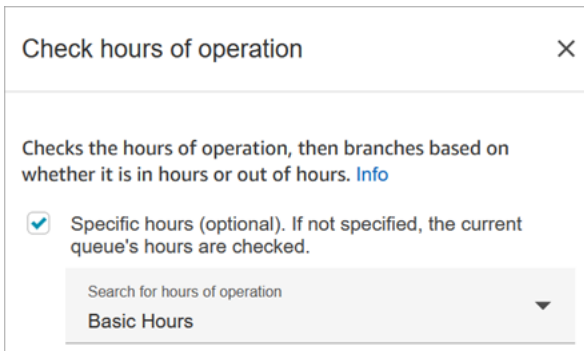 Check hours of operation
Checks the hours of operation, then branches based on
whether it is in hours or out of hours. Info
Specific hours (optional). If not specified, the current
queue's hours are checked.
Search for hours of operation
Basic Hours